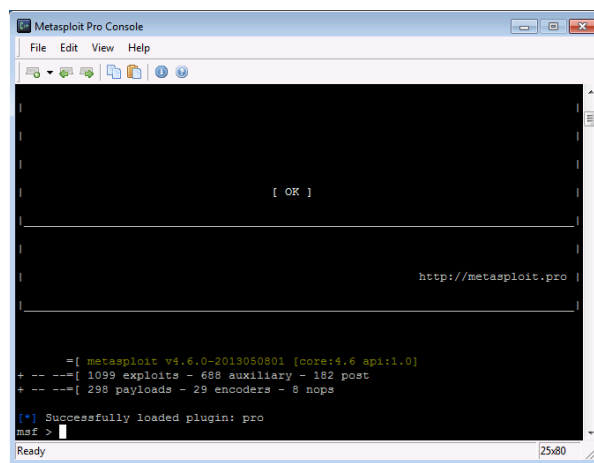 Metasploit Pro Console
File Edit View Help
[ OK ]
http://metasploit.pro
=[ metasploit v4.6.0-2013050801 [core:4.6 api:1.0]
+ -- --=[ 1099 exploits - 688 auxiliary - 182 post
+ -- --=[ 298 payloads - 29 encoders - 8 nops
[*] Successfully loaded plugin: pro
msf >
Ready 25x80